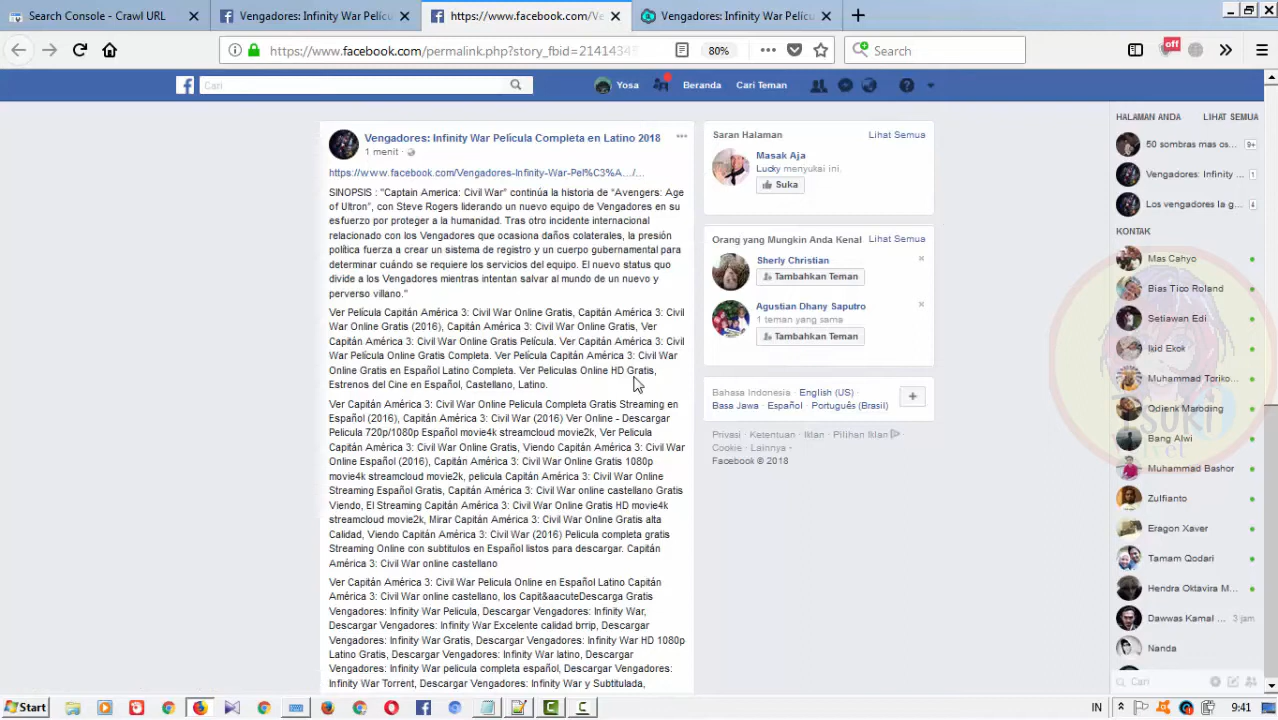 Search Console - Crawl URL
Vengadores: Infinity War Pelícu
https://www.facebook.com/Ve
Vengadores: Infinity War Pelícu
https://www.facebook.com/permalink.php?story_fbid=21414345
80%
Search
off
Cari
Yosa
Beranda
Cari Teman
Vengadores: Infinity War Película Completa en Latino 2018
1 menit
https://www.facebook.com/Vengadores-Infinity-War-Pel%C3%A.../...
SINOPSIS : "Captain America: Civil War" continúa la historia de "Avengers: Age
of Ultron", con Steve Rogers liderando un nuevo equipo de Vengadores en su
esfuerzo por proteger a la humanidad. Tras otro incidente internacional
relacionado con los Vengadores que ocasiona daños colaterales, la presión
política fuerza a crear un sistema de registro y un cuerpo gubernamental para
determinar cuándo se requiere los servicios del equipo. El nuevo status quo
divide a los Vengadores mientras intentan salvar al mundo de un nuevo y
perverso villano."
Ver Película Capitán América 3: Civil War Online Gratis, Capitán América 3: Civil
War Online Gratis (2016), Capitán América 3: Civil War Online Gratis, Ver
Capitán América 3: Civil War Online Gratis Película. Ver Capitán América 3: Civil
War Película Online Gratis Completa. Ver Película Capitán América 3: Civil War
Online Gratis en Español Latino Completa. Ver Peliculas Online HD Gratis,
Estrenos del Cine en Español, Castellano, Latino.
Ver Capitán América 3: Civil War Online Pelicula Completa Gratis Streaming en
Español (2016), Capitán América 3: Civil War (2016) Ver Online - Descargar
Pelicula 720p/1080p Español movie4k streamcloud movie2k, Ver Pelicula
Capitán América 3: Civil War Online Gratis, Viendo Capitán América 3: Civil War
Online Español (2016), Capitán América 3: Civil War Online Gratis 1080p
movie4k streamcloud movie2k, pelicula Capitán América 3: Civil War Online
Streaming Español Gratis, Capitán América 3: Civil War online castellano Gratis
Viendo, El Streaming Capitán América 3: Civil War Online Gratis HD movie4k
streamcloud movie2k, Mirar Capitán América 3: Civil War Online Gratis alta
Calidad, Viendo Capitán América 3: Civil War (2016) Pelicula completa gratis
Streaming Online con subtitulos en Español listos para descargar. Capitán
América 3: Civil War online castellano
Ver Capitán América 3: Civil War Pelicula Online en Español Latino Capitán
América 3: Civil War online castellano, los Capit&aacuteDescarga Gratis
Vengadores: Infinity War Pelicula, Descargar Vengadores: Infinity War,
Descargar Vengadores: Infinity War Excelente calidad brrip, Descargar
Vengadores: Infinity War Gratis, Descargar Vengadores: Infinity War HD 1080p
Latino Gratis, Descargar Vengadores: Infinity War latino, Descargar
Vengadores: Infinity War pelicula completa español, Descargar Vengadores:
Infinity War Torrent, Descargar Vengadores: Infinity War y Subtitulada,
Saran Halaman
Lihat Semua
Masak Aja
Lucky menyukai ini.
Suka
Orang yang Mungkin Anda Kenal
Lihat Semua
Sherly Christian
Tambahkan Teman
Agustian Dhany Saputro
1 teman yang sama
Tambahkan Teman
Bahasa Indonesia · English (US) ·
Basa Jawa · Español · Português (Brasil)
Privasi · Ketentuan · Iklan · Pilihan Iklan ·
Cookie · Lainnya
Facebook © 2018
HALAMAN ANDA
LIHAT SEMUA
50 sombras mas os...
9+
Vengadores: Infinity ...
1
Los vengadores la g...
KONTAK
Mas Cahyo
Bias Tico Roland
Setiawan Edi
Ikid Ekok
Muhammad Toriko...
Odienk Maroding
Bang Alwi
Muhammad Bashor
Zulfianto
Eragon Xaver
Tamam Qodari
Hendra Oktavira M...
Dawwas Kamal ...
3 jam
Nanda
Cari
Start
IN
9:41